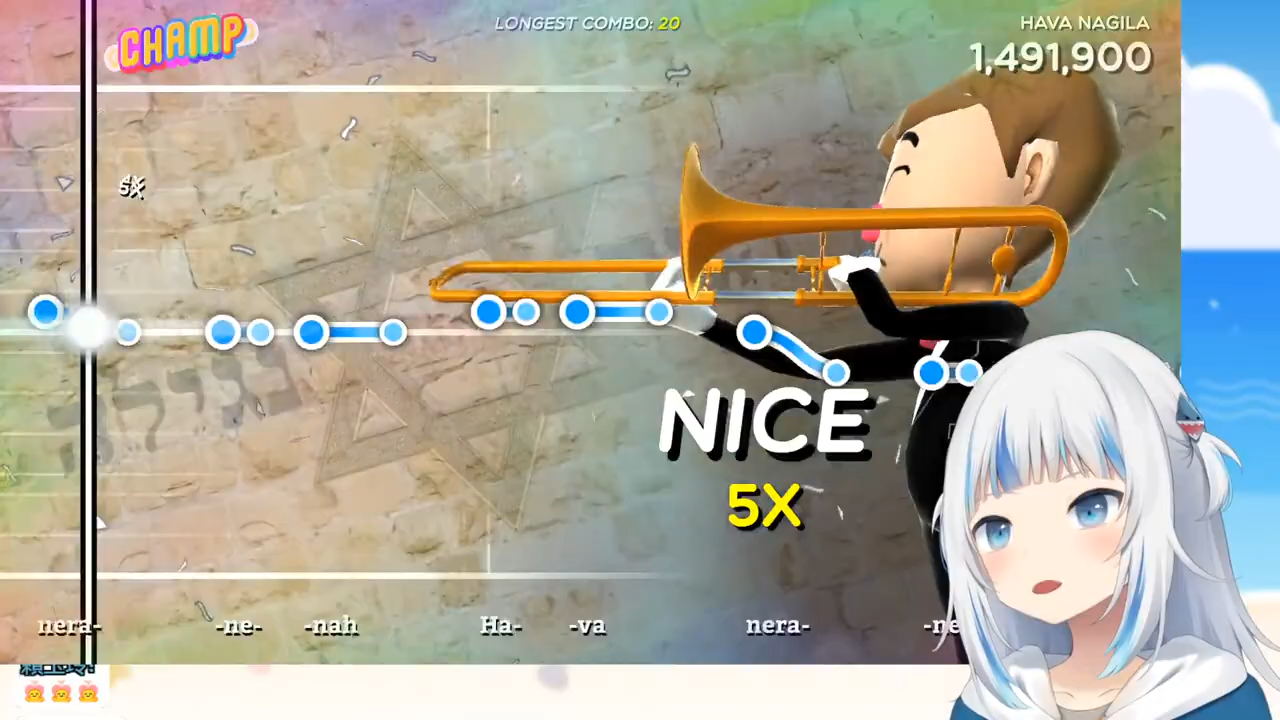 CHAMP
LONGEST COMBO: 20
HAVA NAGILA
1,491,900
5X
נגילה
NICE
5X
nera- -ne- -nah Ha- -va nera- -ne